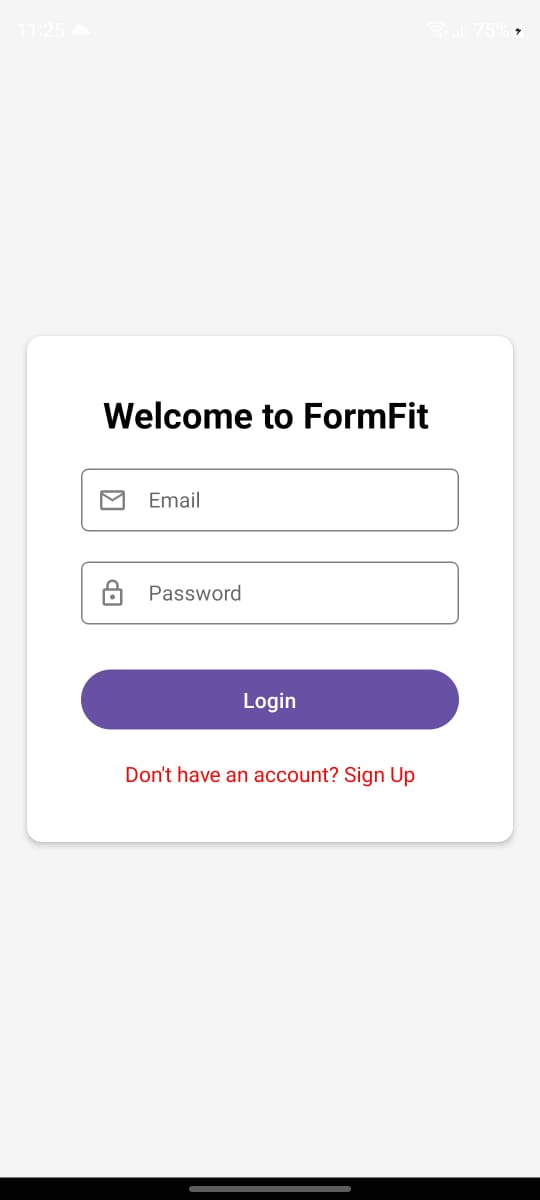 11:25 75%
Welcome to FormFit
Email
Password
Login
Don't have an account? Sign Up